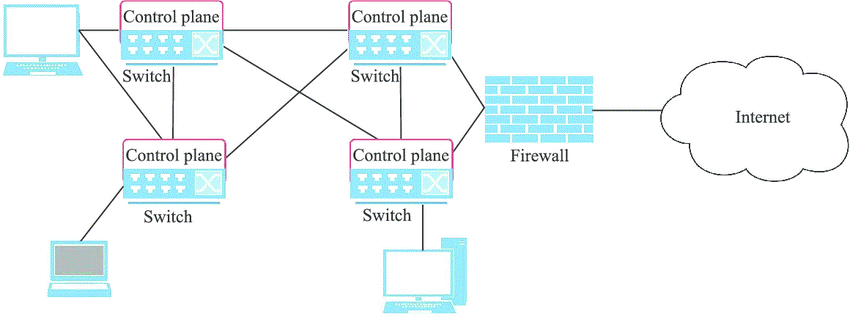 Control plane
Control plane
Switch
Switch
Internet
Control plane
Control plane
Firewall
Switch
Switch